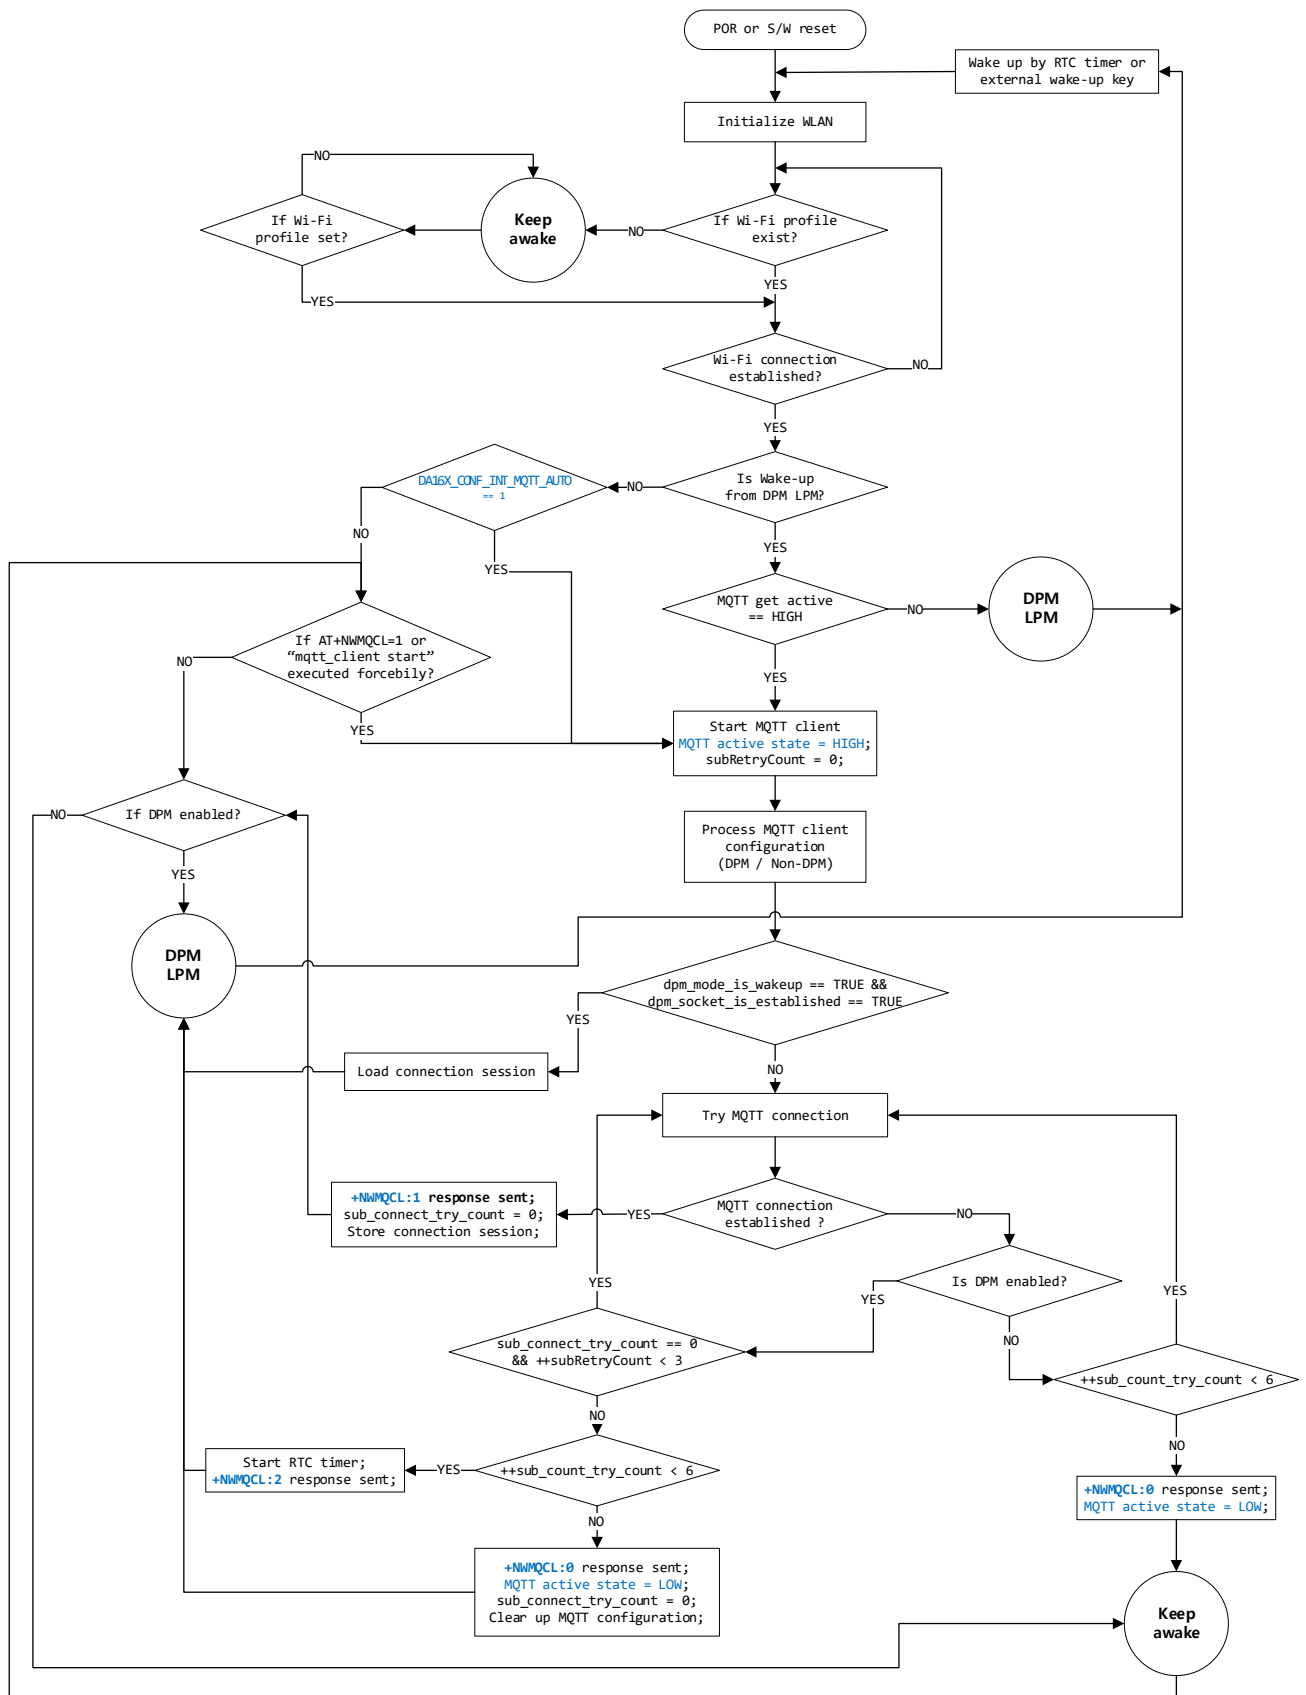 POR or S/W reset
Wake up by RTC timer or
external wake-up key
Initialize WLAN
NO
If Wi-Fi
profile set?
Keep
awake
NO
If Wi-Fi profile
exist?
YES
YES
Wi-Fi connection
established?
NO
YES
DA16X_CONF_INT_MQTT_AUTO
== 1
NO
Is Wake-up
from DPM LPM?
NO
YES
YES
MQTT get active
== HIGH
NO
DPM
LPM
If AT+NWMQCL=1 or
“mqtt_client start”
executed forcebily?
NO
YES
YES
Start MQTT client
MQTT active state = HIGH;
subRetryCount = 0;
NO
If DPM enabled?
Process MQTT client
configuration
(DPM / Non-DPM)
YES
DPM
LPM
dpm_mode_is_wakeup == TRUE &&
dpm_socket_is_established == TRUE
YES
Load connection session
NO
Try MQTT connection
+NWMQCL:1 response sent;
sub_connect_try_count = 0;
Store connection session;
YES
MQTT connection
established ?
NO
YES
YES
Is DPM enabled?
YES
NO
sub_connect_try_count == 0
&& ++subRetryCount < 3
++sub_count_try_count < 6
NO
NO
Start RTC timer;
+NWMQCL:2 response sent;
YES
++sub_count_try_count < 6
+NWMQCL:0 response sent;
MQTT active state = LOW;
NO
+NWMQCL:0 response sent;
MQTT active state = LOW;
sub_connect_try_count = 0;
Clear up MQTT configuration;
Keep
awake